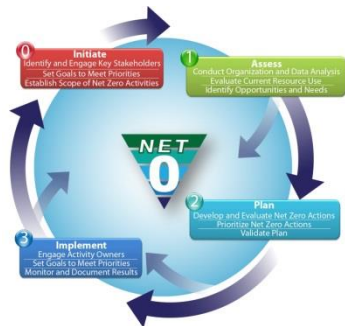 0
Initiate
Identify and Engage Key Stakeholders
Set Goals to Meet Priorities
Establish Scope of Net Zero Activities
1
Assess
Conduct Organization and Data Analysis
Evaluate Current Resource Use
Identify Opportunities and Needs
NET
0
2
Plan
Develop and Evaluate Net Zero Actions
Prioritize Net Zero Actions
Validate Plan
3
Implement
Engage Activity Owners
Set Goals to Meet Priorities
Monitor and Document Results